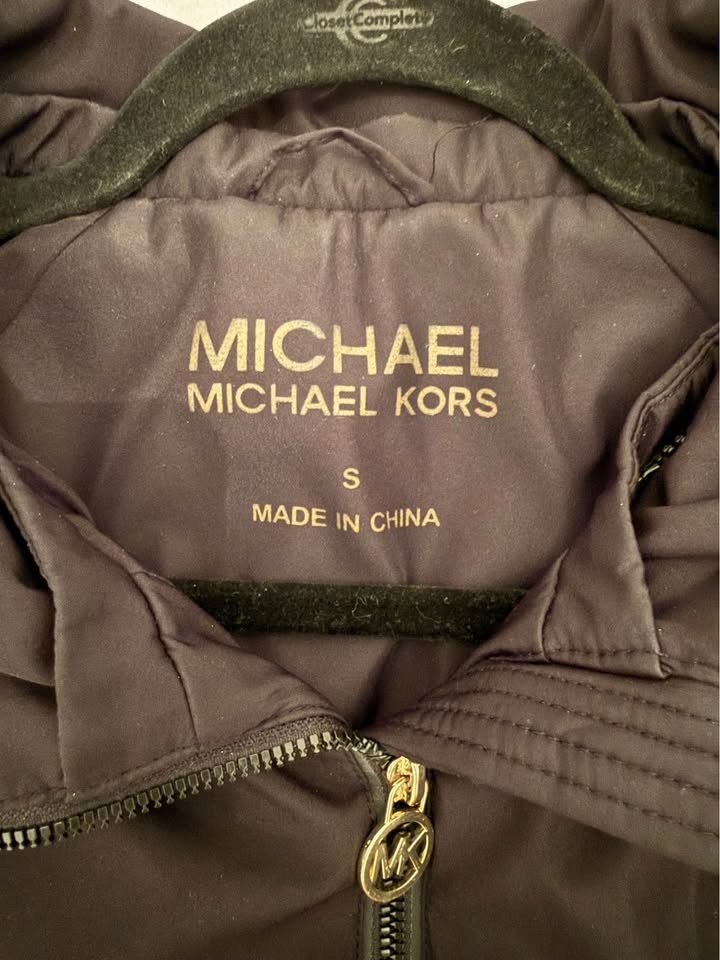 ClosetComplete
MICHAEL
MICHAEL KORS
S
MADE IN CHINA
MK